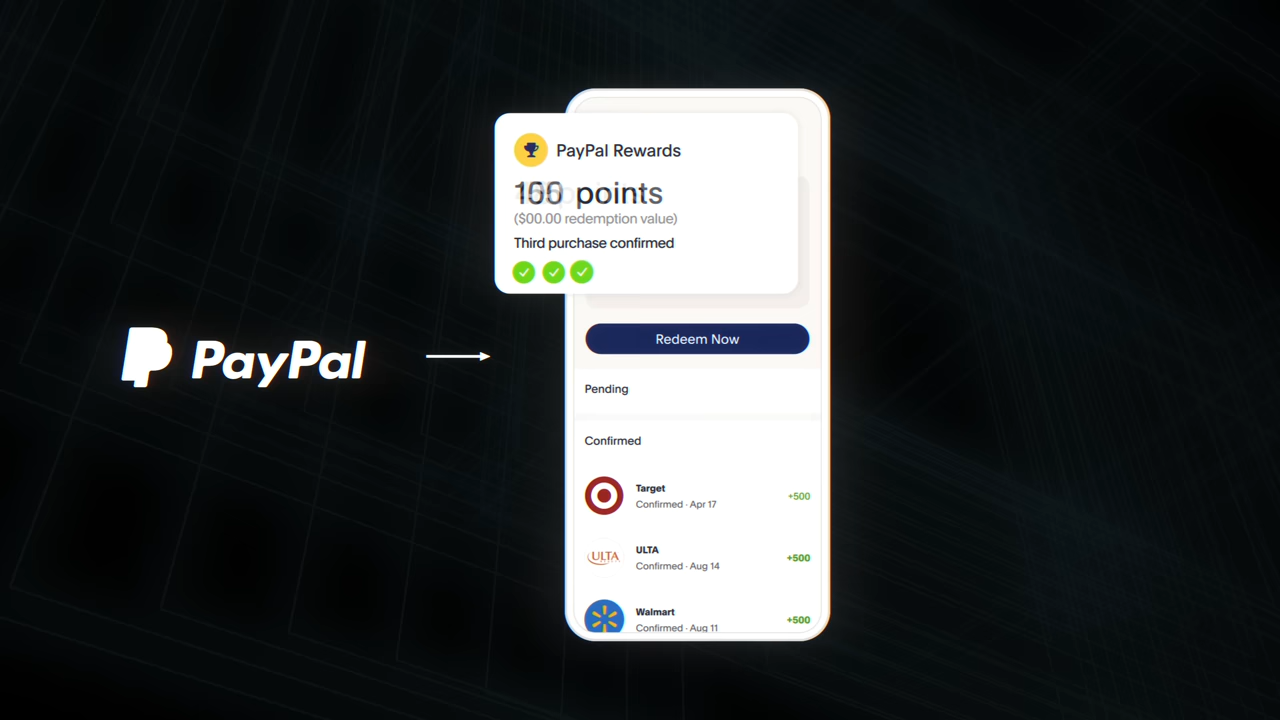 PayPal
PayPal Rewards
points
($00.00 redemption value)
Third purchase confirmed
Redeem Now
Pending
Confirmed
Target
Confirmed · Apr 17
+500
ULTA
ULTA
Confirmed · Aug 14
+500
Walmart
Confirmed · Aug 11
+500